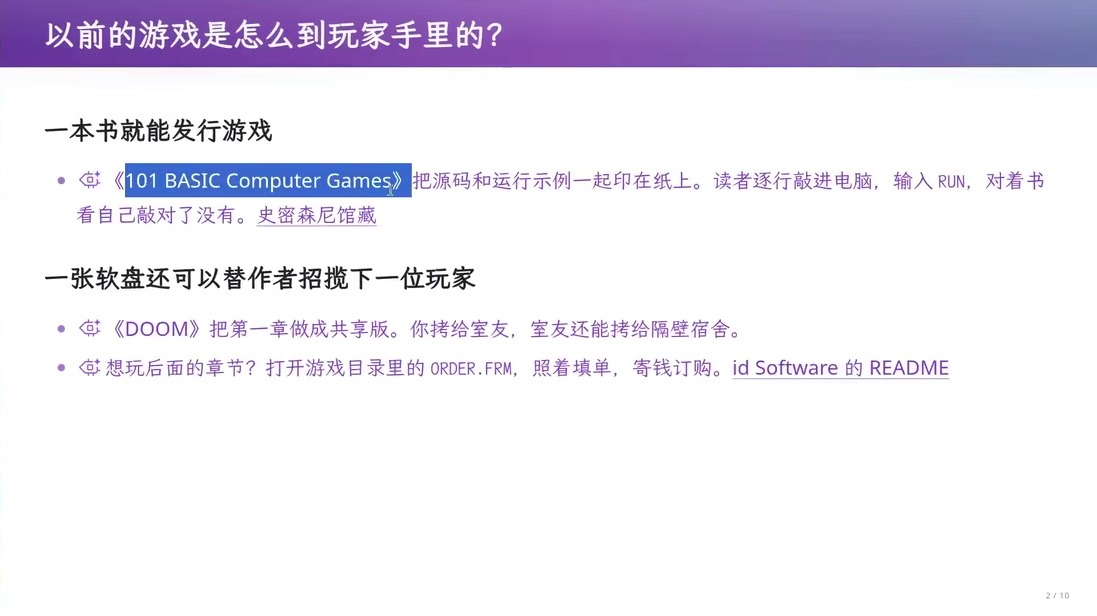 以前的游戏是怎么到玩家手里的？
一本书就能发行游戏
《101 BASIC Computer Games》把源码和运行示例一起印在纸上。读者逐行敲进电脑，输入 RUN，对着书
看自己敲对了没有。史密森尼馆藏
一张软盘还可以替作者招揽下一位玩家
《DOOM》把第一章做成共享版。你拷给室友，室友还能拷给隔壁宿舍。
想玩后面的章节？打开游戏目录里的 ORDER.FRM，照着填单，寄钱订购。id Software 的 README
2 / 10